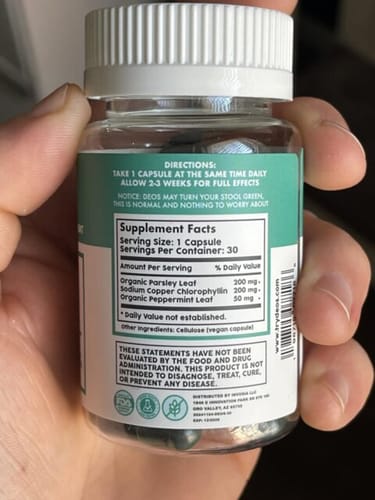 DIRECTIONS:
TAKE 1 CAPSULE AT THE SAME TIME DAILY
ALLOW 2-3 WEEKS FOR FULL EFFECTS
NOTICE: DEOS MAY TURN YOUR STOOL GREEN,
THIS IS NORMAL AND NOTHING TO WORRY ABOUT
Supplement Facts
Serving Size: 1 Capsule
Servings Per Container: 30
Amount Per Serving % Daily Value
Organic Parsley Leaf 200 mg *
Sodium Copper Chlorophyllin 200 mg *
Organic Peppermint Leaf 50 mg *
* Daily Value not established.
Other Ingredients: Cellulose (vegan capsule)
THESE STATEMENTS HAVE NOT BEEN
EVALUATED BY THE FOOD AND DRUG
ADMINISTRATION. THIS PRODUCT IS NOT
INTENDED TO DISAGNOSE, TREAT, CURE,
OR PREVENT ANY DISEASE.
DISTRIBUTED BY
ORO VALLEY, AZ
www.trydeos.com